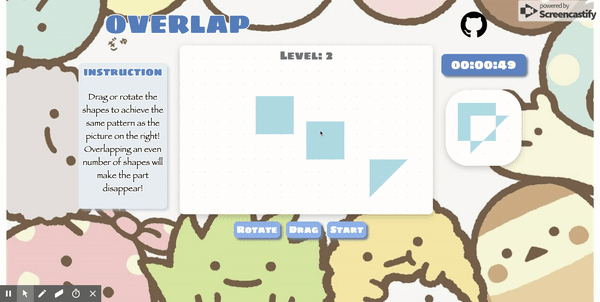 powered by
Screencastify
OVERLAP
LEVEL: 2
INSTRUCTION
00:00:49
Drag or rotate the
shapes to achieve the
same pattern as the
picture on the right!
Overlapping an even
number of shapes will
make the part
disappear!
ROTATE DRAG START